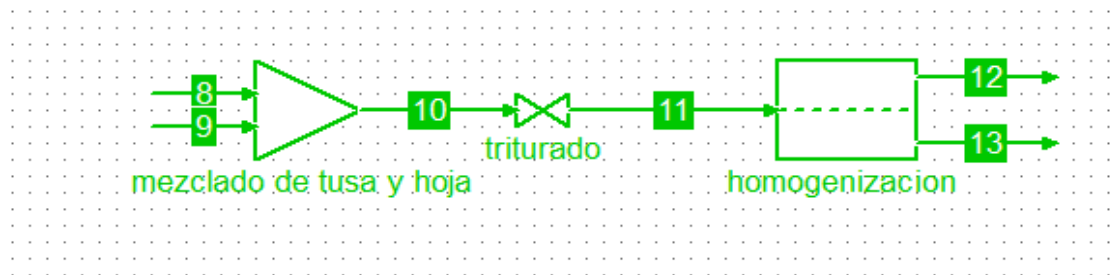 8
9
10
11
12
13
triturado
mezclado de tusa y hoja
homogenizacion